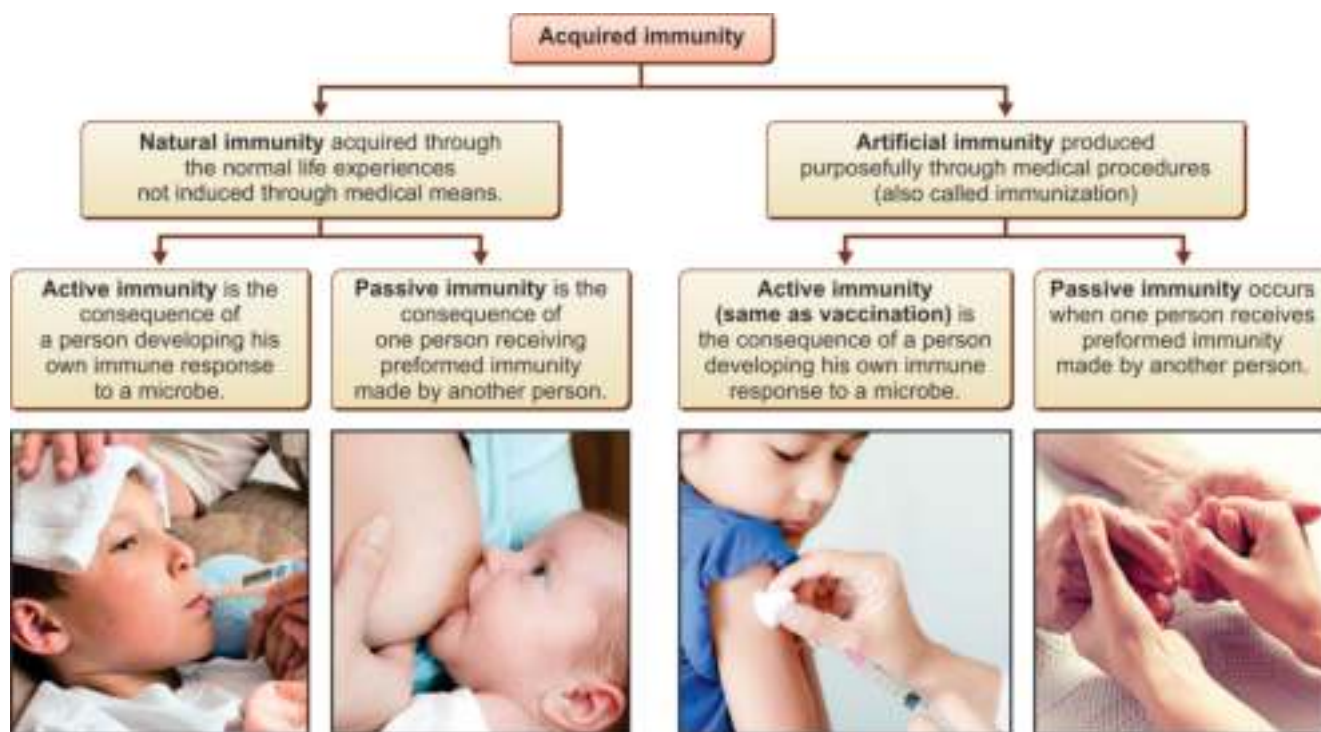 Acquired immunity
Natural immunity acquired through
the normal life experiences
not induced through medical means.
Artificial immunity produced
purposefully through medical procedures
(also called immunization)
Active immunity is the
consequence of
a person developing his
own immune response
to a microbe.
Passive immunity is the
consequence of
one person receiving
preformed immunity
made by another person.
Active immunity
(same as vaccination) is
the consequence of a person
developing his own immune
response to a microbe.
Passive immunity occurs
when one person receives
preformed immunity
made by another person.